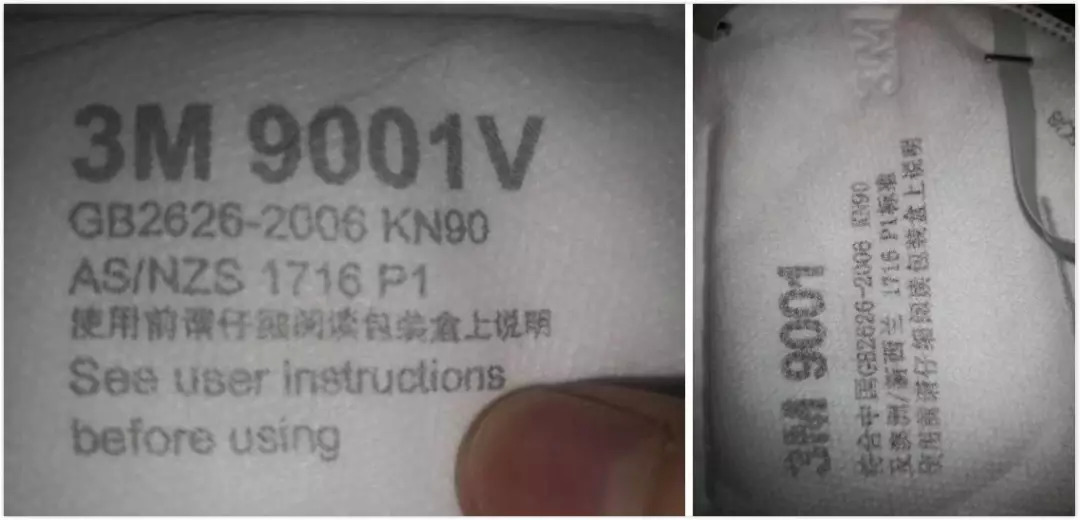 3M 9001V
GB2626-2006 KN90
AS/NZS 1716 P1
使用前请仔细阅读包装盒上说明
See user instructions
before using
3M
3M 9001
符合中国GB2626-2006 KN90
及澳洲/新西兰 1716 P1标准
使用前请仔细阅读包装盒上说明